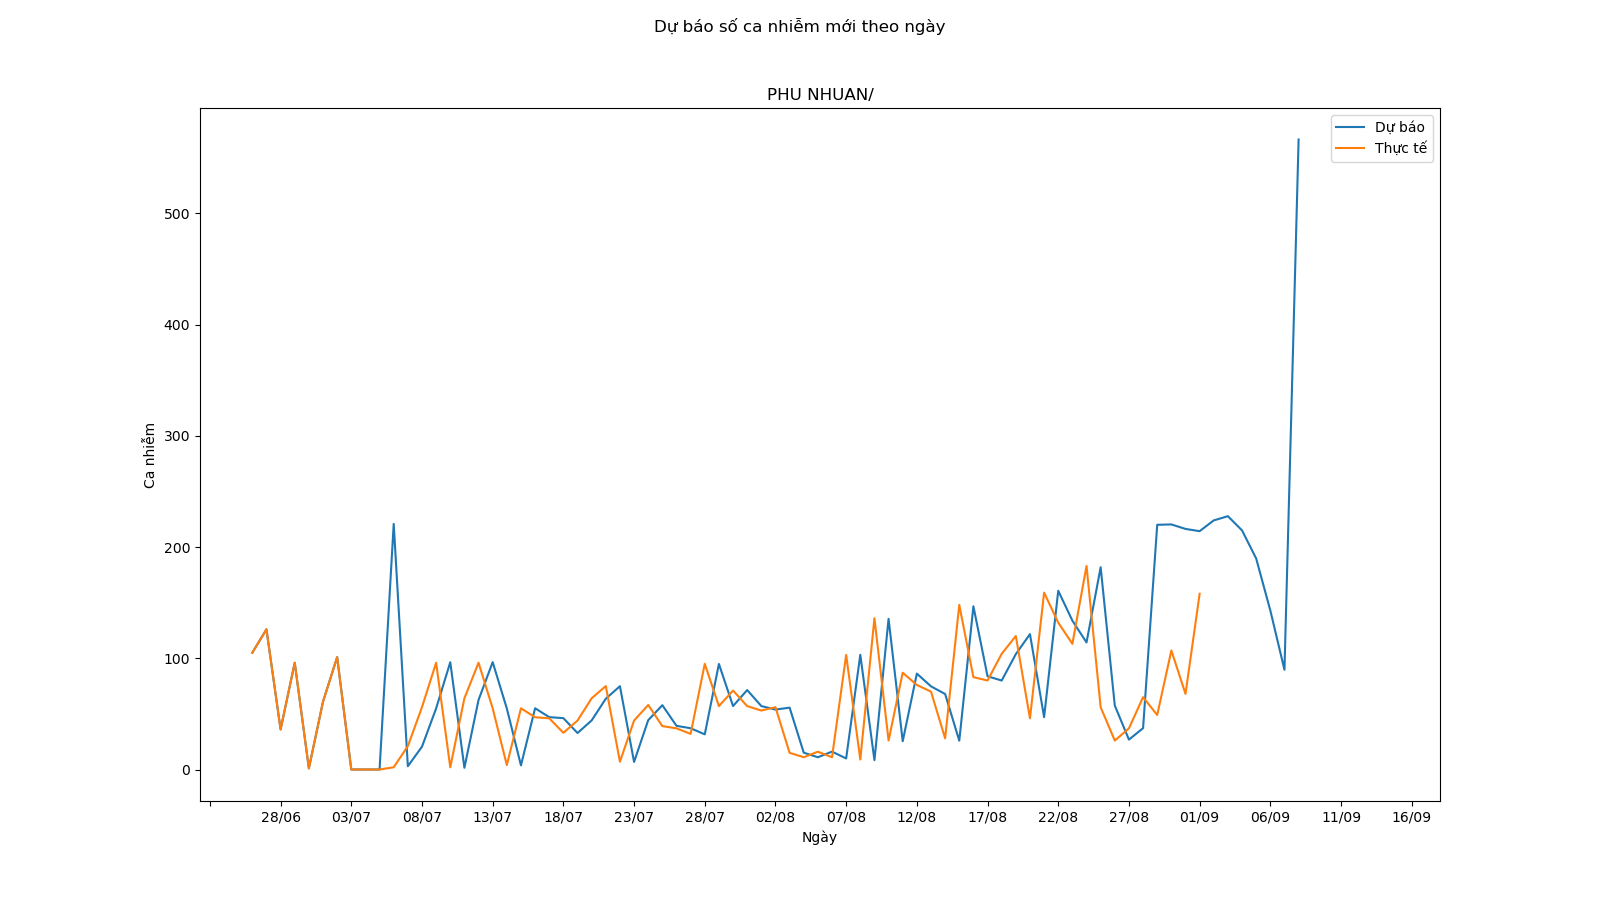 Dự báo số ca nhiễm mới theo ngày
PHU NHUAN/
Dự báo
Thực tế
500
400
300
200
100
0
Ca nhiễm
28/06 03/07 08/07 13/07 18/07 23/07 28/07 02/08 07/08 12/08 17/08 22/08 27/08 01/09 06/09 11/09 16/09
Ngày